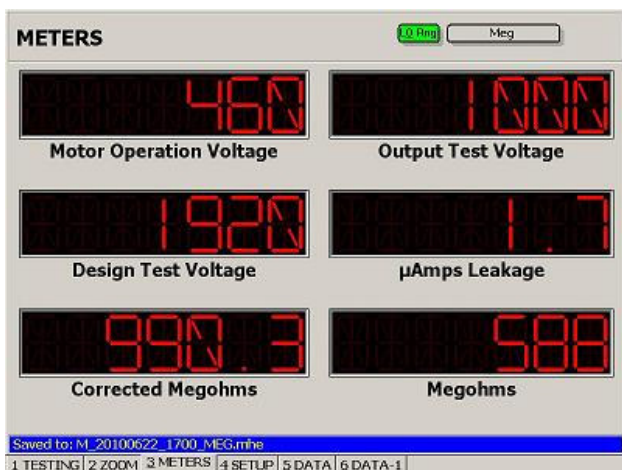 METERS
LO Rng Meg
460 1000
Motor Operation Voltage Output Test Voltage
1920 1.7
Design Test Voltage µAmps Leakage
990.3 588
Corrected Megohms Megohms
Saved to: M_20100622_1700_MEG.mhe
1 TESTING 2 ZOOM 3 METERS 4 SETUP 5 DATA 6 DATA-1